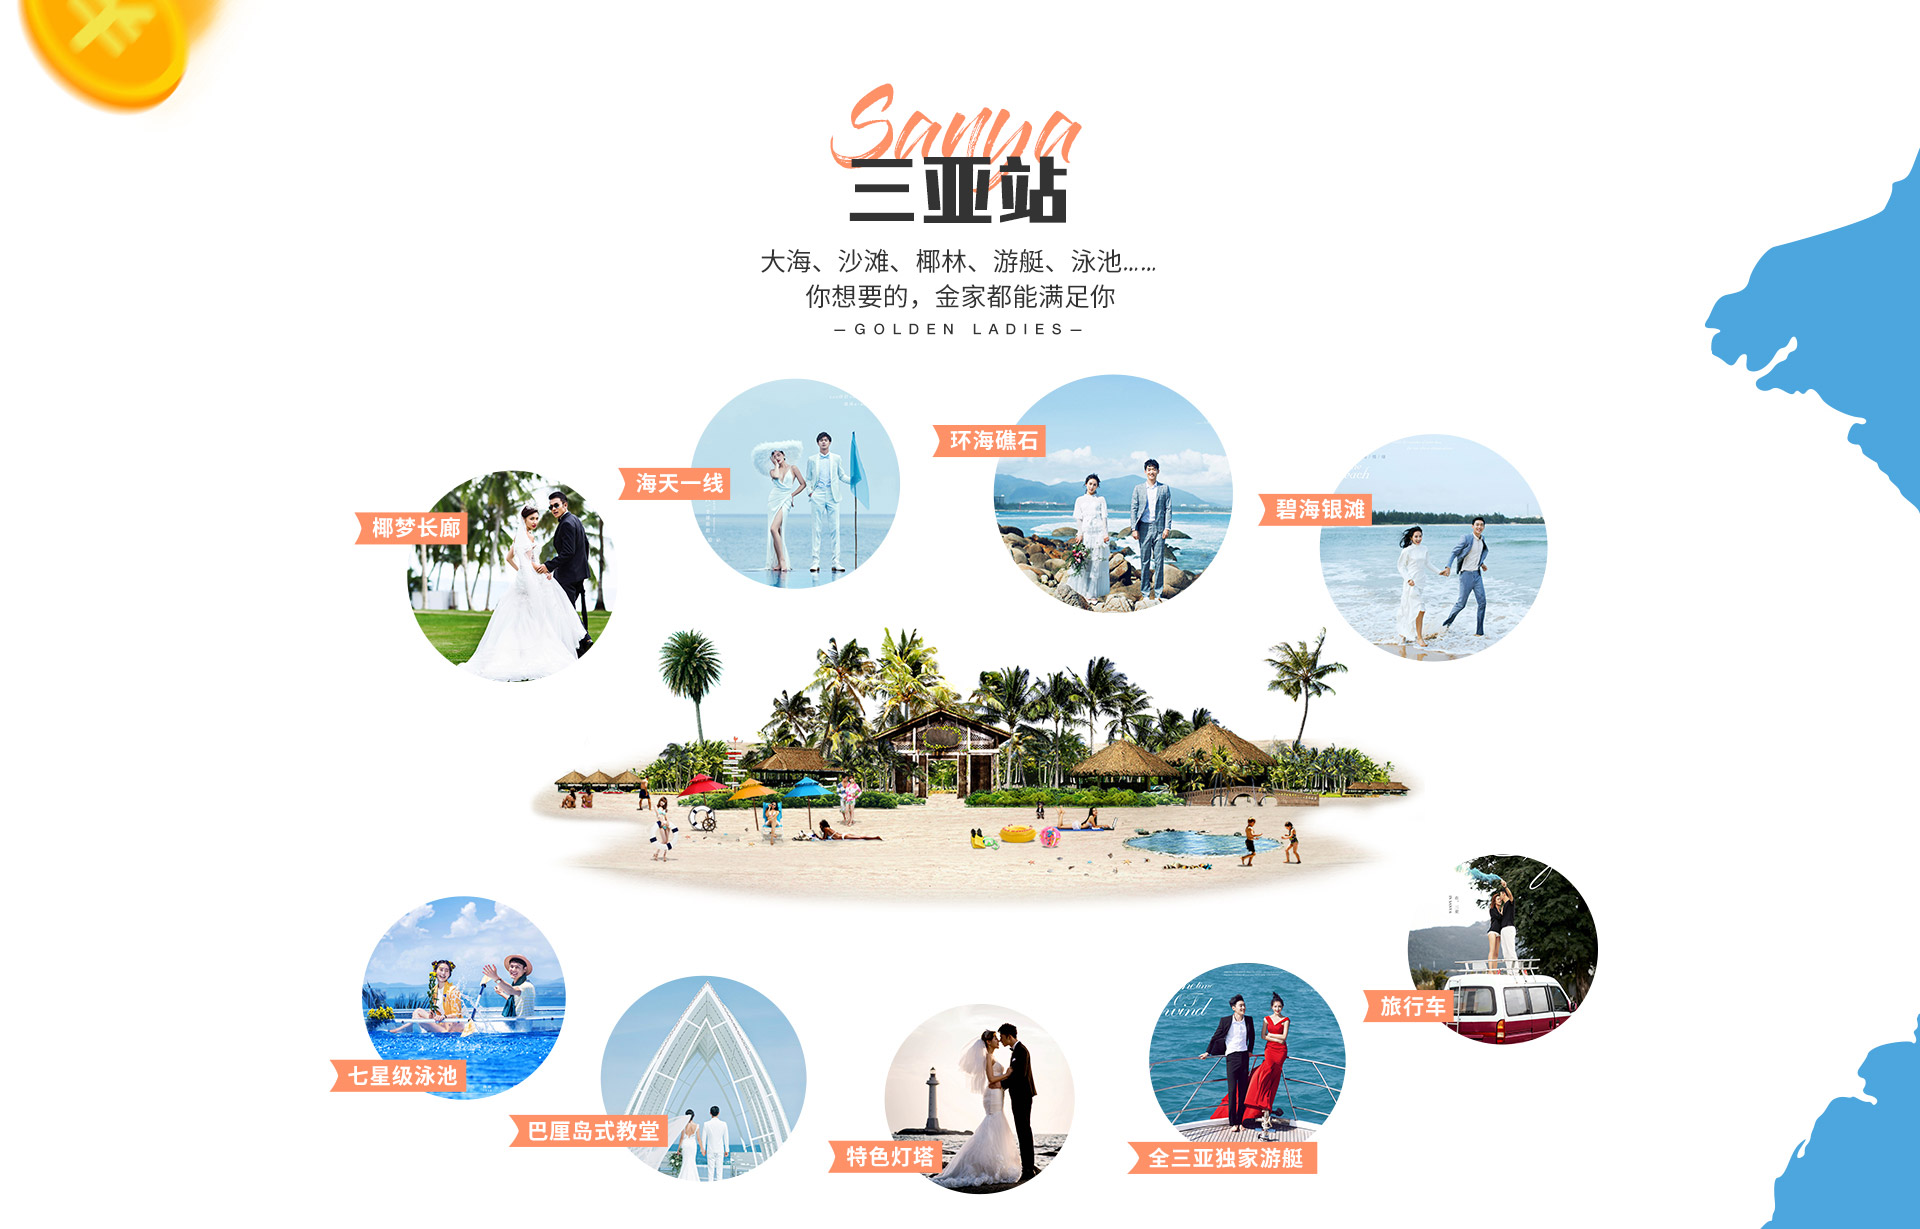 Sanya
三亚站
大海、沙滩、椰林、游艇、泳池……
你想要的，金家都能满足你
—GOLDEN LADIES—
环海礁石
海天一线
碧海银滩
椰梦长廊
旅行车
七星级泳池
巴厘岛式教堂
特色灯塔
全三亚独家游艇